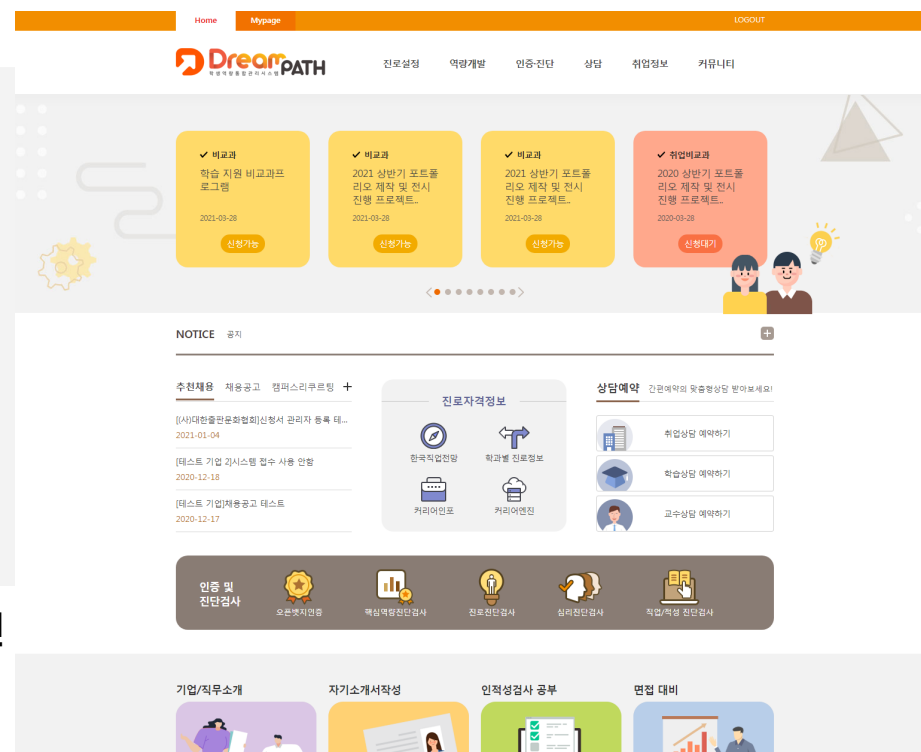 Home
Mypage
LOGOUT
DreamPATH
학생역량통합관리시스템
진로설정
역량개발
인증·진단
상담
취업정보
커뮤니티
비교과
학습 지원 비교과프
로그램
2021-03-28
신청가능
비교과
2021 상반기 포트폴
리오 제작 및 전시
진행 프로젝트..
2021-03-28
신청가능
비교과
2021 상반기 포트폴
리오 제작 및 전시
진행 프로젝트..
2021-03-28
신청가능
취업비교과
2020 상반기 포트폴
리오 제작 및 전시
진행 프로젝트..
2020-03-28
신청대기
NOTICE 공지
추천채용 채용공고 캠퍼스리쿠르팅
[(사)대한출판문화협회]신청서 관리자 등록 테...
2021-01-04
[테스트 기업 2]시스템 접수 사용 안함
2020-12-18
[테스트 기업]채용공고 테스트
2020-12-17
진로자격정보
한국직업전망
학과별 진로정보
커리어인포
커리어엔진
상담예약 간편예약의 맞춤형상담 받아보세요!
취업상담 예약하기
학습상담 예약하기
교수상담 예약하기
인증 및
진단검사
오픈뱃지인증
핵심역량진단검사
진로진단검사
심리진단검사
직업/적성 진단검사
기업/직무소개
자기소개서작성
인적성검사 공부
면접 대비